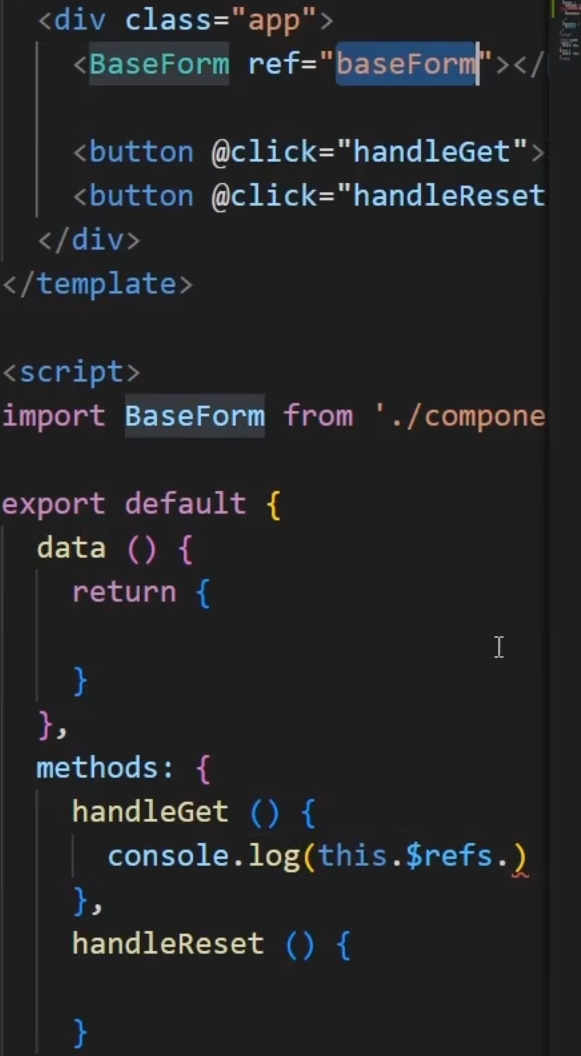 <div class="app">
<BaseForm ref="baseForm"></
<button @click="handleGet">
<button @click="handleReset
</div>
</template>
<script>
import BaseForm from './compone
export default {
data () {
return {
}
},
methods: {
handleGet () {
console.log(this.$refs.)
},
handleReset () {
}